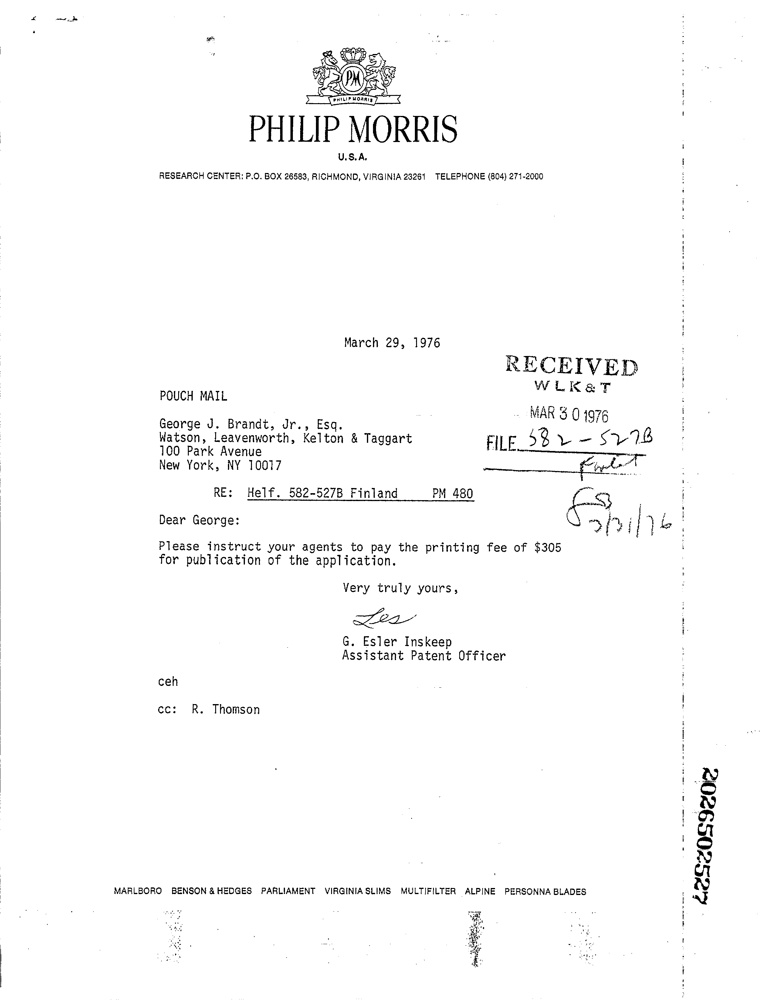 PM
PHILIP MORRIS
PHILIP MORRIS
U.S.A.
RESEARCH CENTER: P.O. BOX 26583, RICHMOND, VIRGINIA 23261 TELEPHONE (804) 271-2000
March 29, 1976
RECEIVED
WLK&T
MAR 30 1976
FILE 582-527B
POUCH MAIL
George J. Brandt, Jr., Esq.
Watson, Leavenworth, Kelton & Taggart
100 Park Avenue
New York, NY 10017
RE: Helf. 582-527B Finland PM 480
3/31/76
Dear George:
Please instruct your agents to pay the printing fee of $305
for publication of the application.
Very truly yours,
Les
G. Esler Inskeep
Assistant Patent Officer
ceh
cc: R. Thomson
2026502527
MARLBORO BENSON & HEDGES PARLIAMENT VIRGINIA SLIMS MULTIFILTER ALPINE PERSONNA BLADES